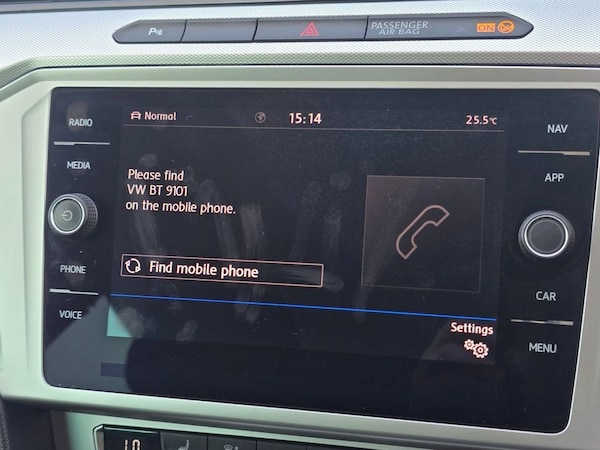 P
PASSENGER
AIR BAG
ON
RADIO
MEDIA
PHONE
VOICE
Normal
15:14
25.5°C
Please find
VW BT 9101
on the mobile phone.
Find mobile phone
Settings
NAV
APP
CAR
MENU